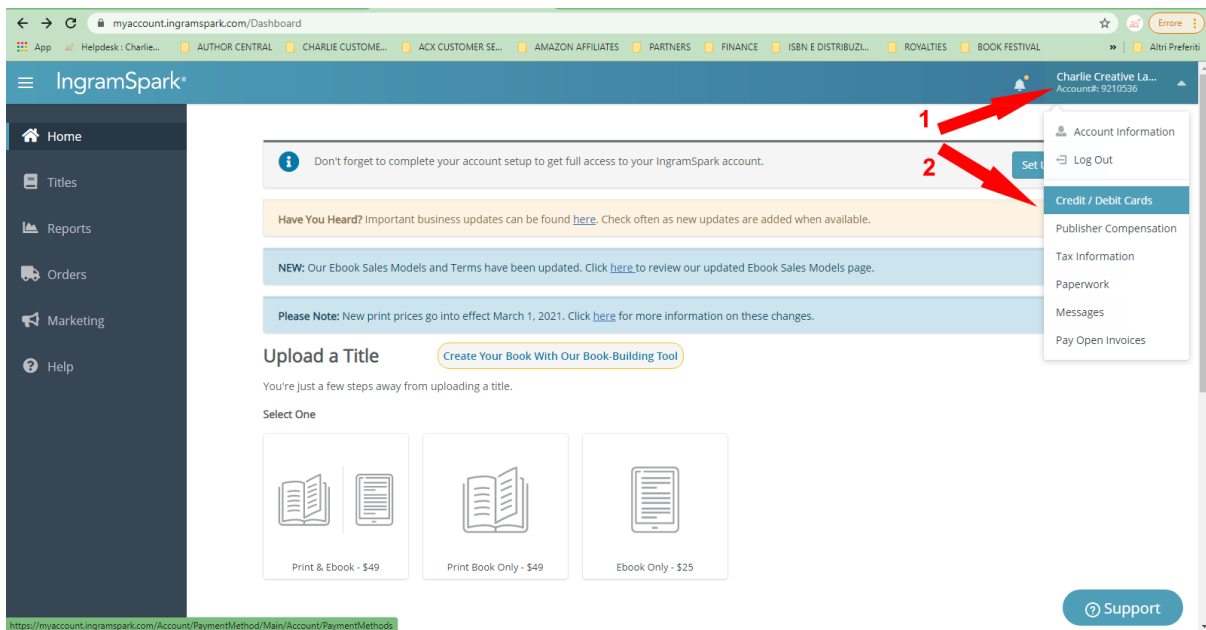 myaccount.ingramspark.com/Dashboard
Errore
App
Helpdesk : Charlie...
AUTHOR CENTRAL
CHARLIE CUSTOME...
ACX CUSTOMER SE...
AMAZON AFFILIATES
PARTNERS
FINANCE
ISBN E DISTRIBUZI...
ROYALTIES
BOOK FESTIVAL
»
Altri Preferiti
IngramSpark®
Charlie Creative La...
Account#: 9210536
1
2
Account Information
Log Out
Credit / Debit Cards
Publisher Compensation
Tax Information
Paperwork
Messages
Pay Open Invoices
Home
Titles
Reports
Orders
Marketing
Help
Don't forget to complete your account setup to get full access to your IngramSpark account.
Set
Have You Heard? Important business updates can be found here. Check often as new updates are added when available.
NEW: Our Ebook Sales Models and Terms have been updated. Click here to review our updated Ebook Sales Models page.
Please Note: New print prices go into effect March 1, 2021. Click here for more information on these changes.
Upload a Title
Create Your Book With Our Book-Building Tool
You're just a few steps away from uploading a title.
Select One
Print & Ebook - $49
Print Book Only - $49
Ebook Only - $25
Support
https://myaccount.ingramspark.com/Account/PaymentMethod/Main/Account/PaymentMethods